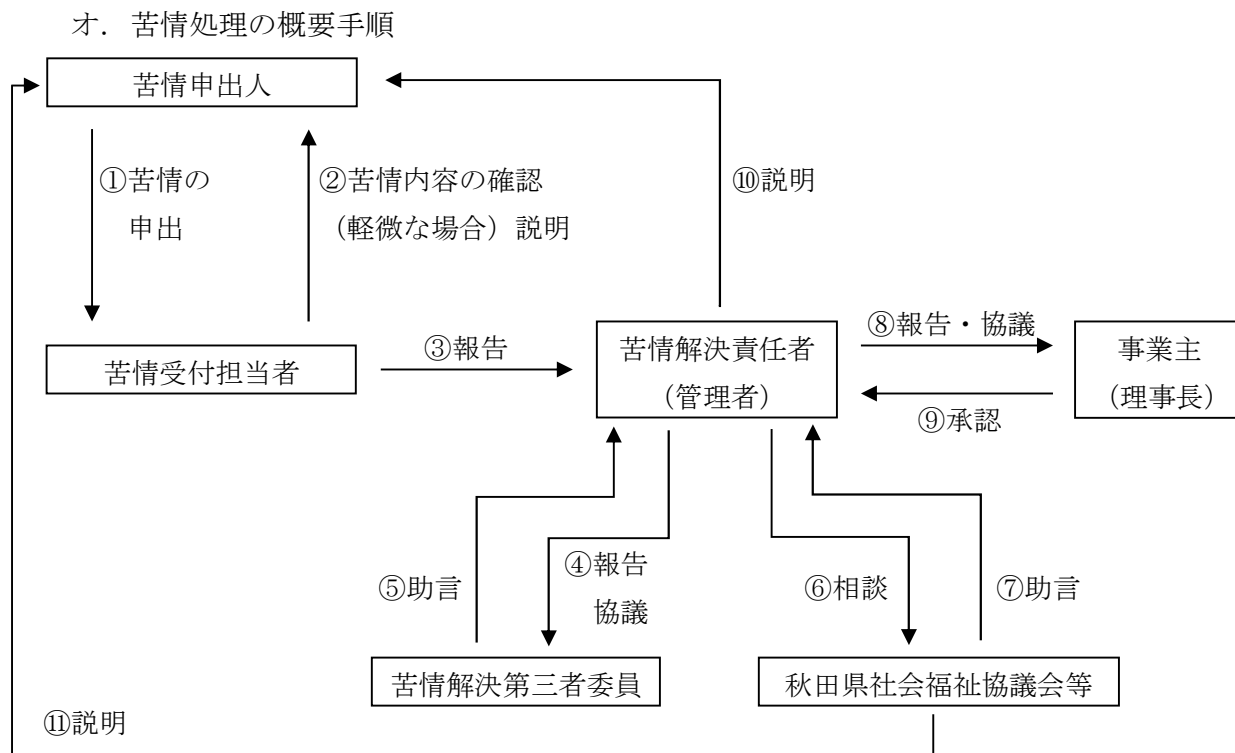 オ．苦情処理の概要手順
苦情申出人
①苦情の
申出
②苦情内容の確認
（軽微な場合）説明
⑩説明
苦情受付担当者
③報告
苦情解決責任者
（管理者）
⑧報告・協議
⑨承認
事業主
（理事長）
⑤助言
④報告
協議
⑥相談
⑦助言
苦情解決第三者委員
秋田県社会福祉協議会等
⑪説明